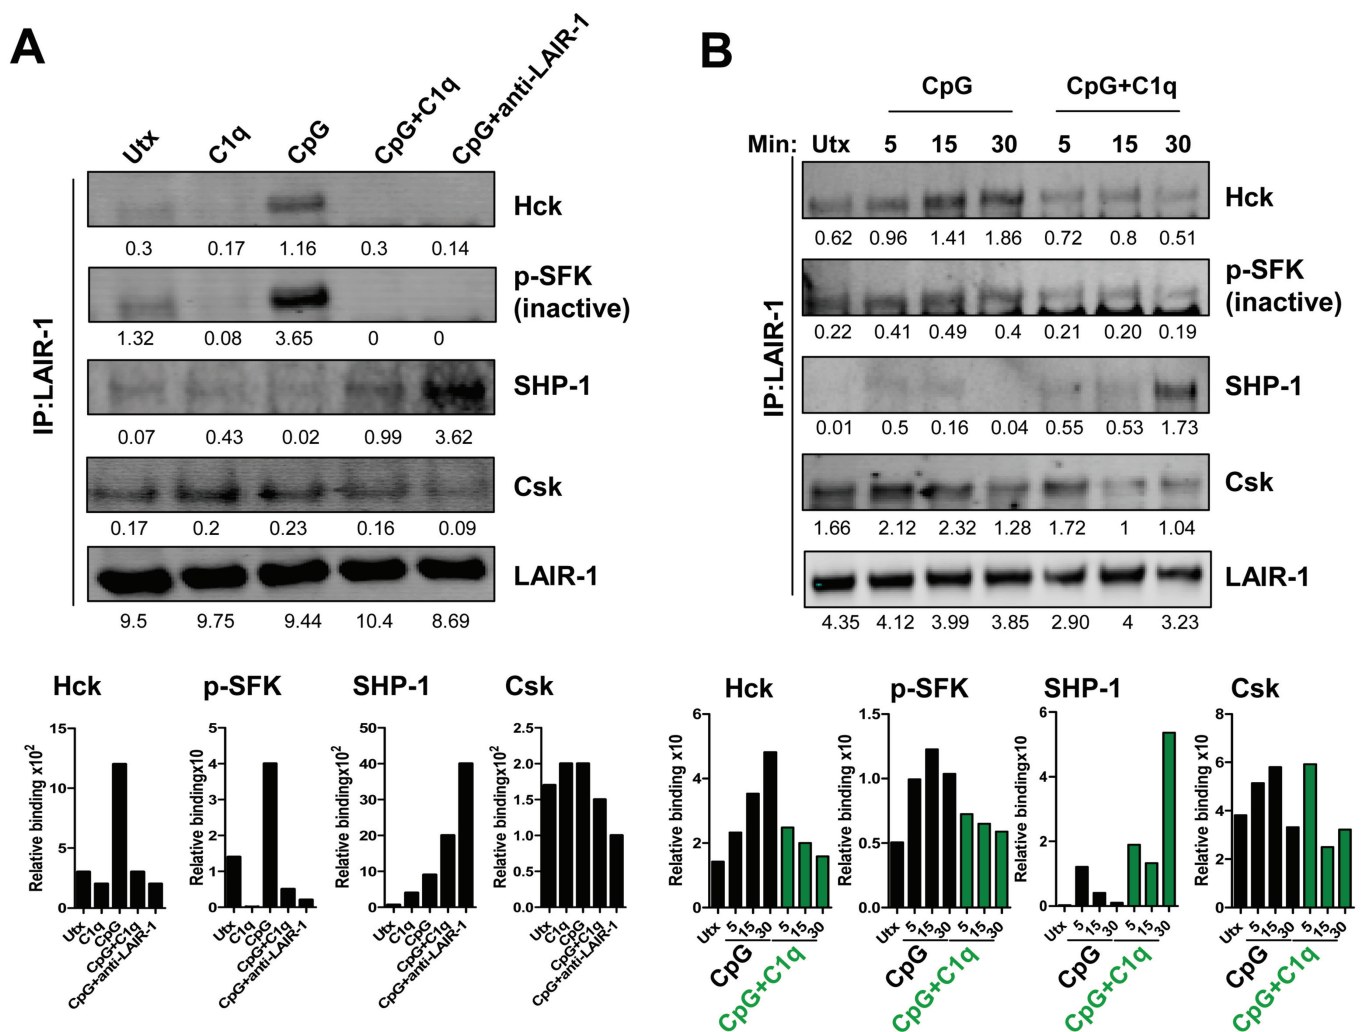 A
Utx C1q CpG CpG+C1q CpG+anti-LAIR-1
IP:LAIR-1
Hck
0.3 0.17 1.16 0.3 0.14
p-SFK
(inactive)
1.32 0.08 3.65 0 0
SHP-1
0.07 0.43 0.02 0.99 3.62
Csk
0.17 0.2 0.23 0.16 0.09
LAIR-1
9.5 9.75 9.44 10.4 8.69
B
CpG CpG+C1q
Min: Utx 5 15 30 5 15 30
IP:LAIR-1
Hck
0.62 0.96 1.41 1.86 0.72 0.8 0.51
p-SFK
(inactive)
0.22 0.41 0.49 0.4 0.21 0.20 0.19
SHP-1
0.01 0.5 0.16 0.04 0.55 0.53 1.73
Csk
1.66 2.12 2.32 1.28 1.72 1 1.04
LAIR-1
4.35 4.12 3.99 3.85 2.90 4 3.23
Hck
Relative binding x10²
15
10
5
0
Utx C1q CpG CpG+C1q CpG+anti-LAIR-1
p-SFK
Relative bindingx10
5
4
3
2
1
0
Utx C1q CpG CpG+C1q CpG+anti-LAIR-1
SHP-1
Relative bindingx10²
50
40
30
20
10
0
Utx C1q CpG CpG+C1q CpG+anti-LAIR-1
Csk
Relative bindingx10²
2.5
2.0
1.5
1.0
0.5
0.0
Utx C1q CpG CpG+C1q CpG+anti-LAIR-1
Hck
Relative binding x10
6
4
2
0
Utx 5 15 30 5 15 30
CpG
CpG+C1q
p-SFK
Relative binding x10
1.5
1.0
0.5
0.0
Utx 5 15 30 5 15 30
CpG
CpG+C1q
SHP-1
Relative bindingx10
6
4
2
0
Utx 5 15 30 5 15 30
CpG
CpG+C1q
Csk
Relative binding x10
8
6
4
2
0
Utx 5 15 30 5 15 30
CpG
CpG+C1q